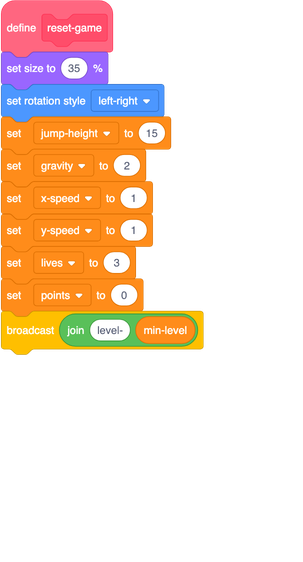 define reset-game
set size to 35 %
set rotation style left-right
set jump-height to 15
set gravity to 2
set x-speed to 1
set y-speed to 1
set lives to 3
set points to 0
broadcast join level- min-level